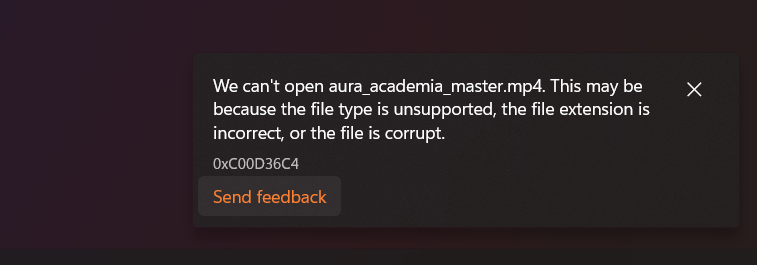 We can't open aura_academia_master.mp4. This may be
because the file type is unsupported, the file extension is
incorrect, or the file is corrupt.
0xC00D36C4
Send feedback